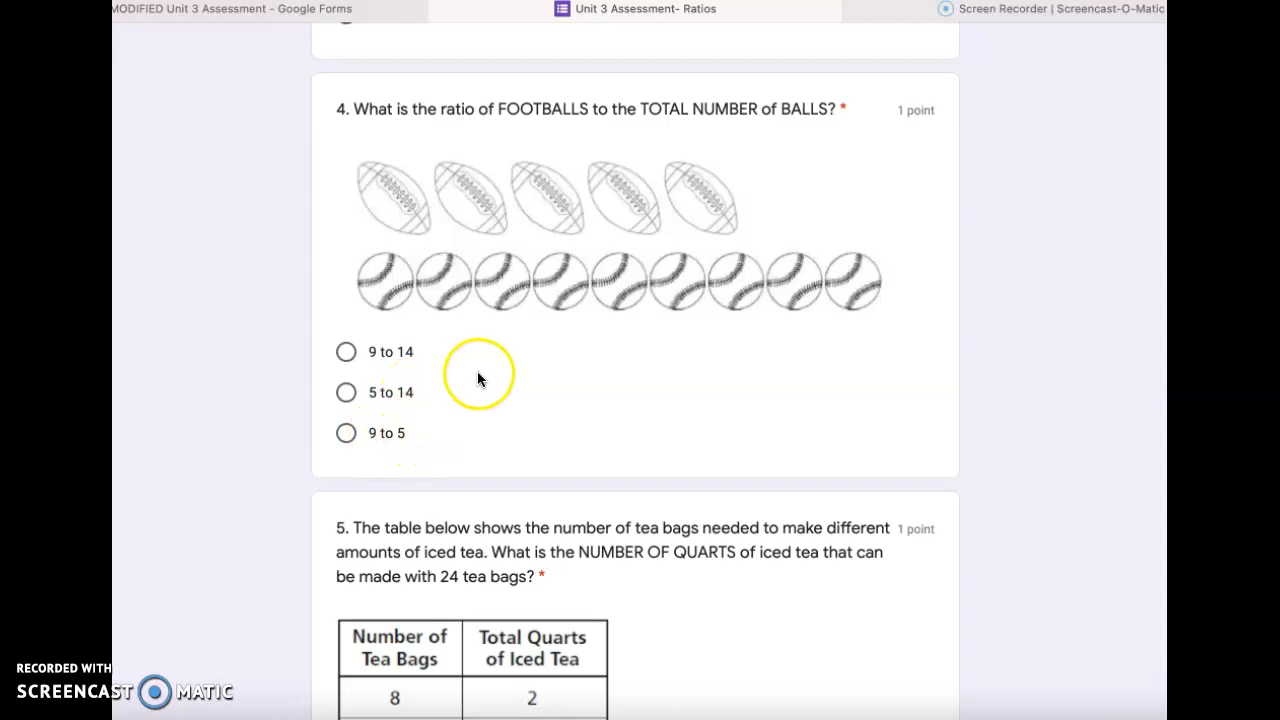 MODIFIED Unit 3 Assessment - Google Forms
Unit 3 Assessment- Ratios
Screen Recorder | Screencast-O-Matic
4. What is the ratio of FOOTBALLS to the TOTAL NUMBER of BALLS? *
1 point
9 to 14
5 to 14
9 to 5
5. The table below shows the number of tea bags needed to make different
1 point
amounts of iced tea. What is the NUMBER OF QUARTS of iced tea that can
be made with 24 tea bags? *
Number of Tea Bags
Total Quarts of Iced Tea
8
2
RECORDED WITH
SCREENCAST MATIC